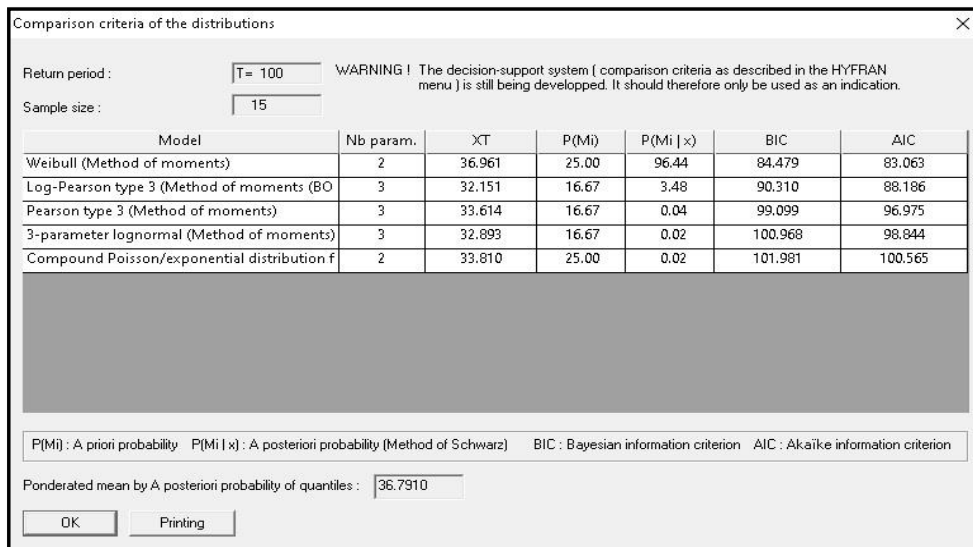 Comparison criteria of the distributions
Return period : T= 100 WARNING ! The decision-support system ( comparison criteria as described in the HYFRAN
menu ) is still being developped. It should therefore only be used as an indication.
Sample size : 15
Model Nb param. XT P(Mi) P(Mi | x) BIC AIC
Weibull (Method of moments) 2 36.961 25.00 96.44 84.479 83.063
Log-Pearson type 3 (Method of moments (BO 3 32.151 16.67 3.48 90.310 88.186
Pearson type 3 (Method of moments) 3 33.614 16.67 0.04 99.099 96.975
3-parameter lognormal (Method of moments) 3 32.893 16.67 0.02 100.968 98.844
Compound Poisson/exponential distribution f 2 33.810 25.00 0.02 101.981 100.565
P(Mi) : A priori probability P(Mi | x) : A posteriori probability (Method of Schwarz) BIC : Bayesian information criterion AIC : Akaïke information criterion
Ponderated mean by A posteriori probability of quantiles : 36.7910
OK Printing